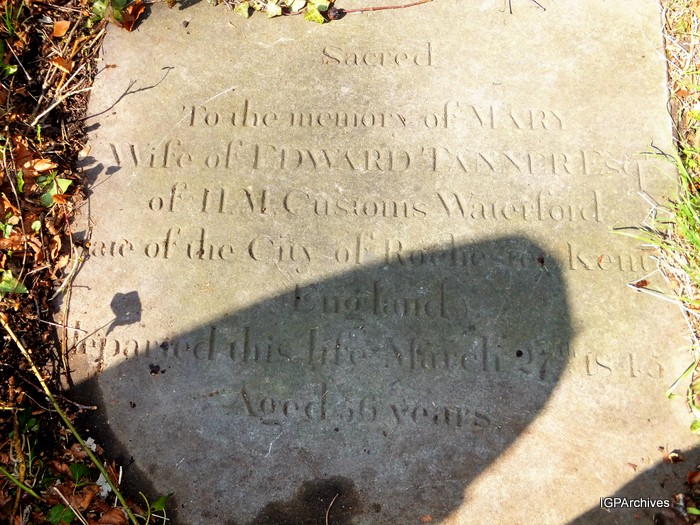 Sacred
To the memory of MARY
Wife of EDWARD TANNER ESQ
of H.M. Customs Waterford
late of the City of Rochester Kent
England
departed this life March 27th 1845
Aged 56 years
IGPArchives